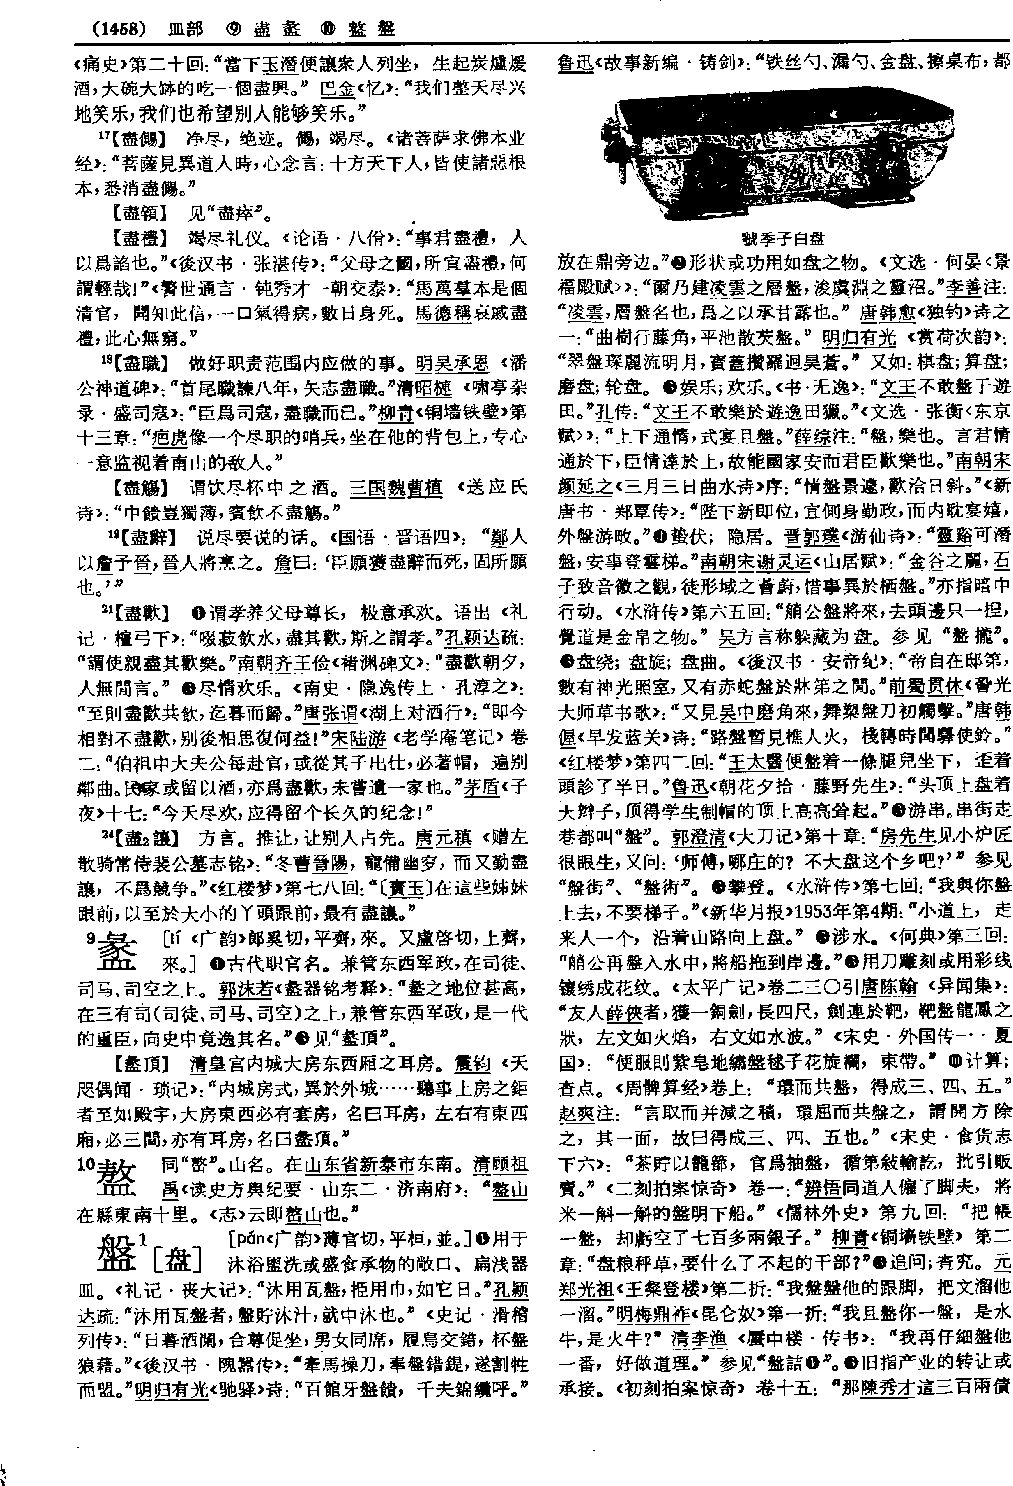 (1458) 皿部 ⑨ 盡 盠 ⑩ 盭 盤
《痛史》第二十回：“當下玉潛便讓衆人列坐， 生起炭爐煖
酒，大碗大缽的吃一個盡興。” 巴金《忆》：“我们整天尽兴
地笑乐，我们也希望别人能够笑乐。”
17【盡儩】 净尽，绝迹。 儩，竭尽。《诸菩萨求佛本业
经》：“菩薩見異道人時，心念言：十方天下人，皆使諸惡根
本，悉消盡儩。”
【盡領】 见“盡瘁”。
【盡禮】 竭尽礼仪。《论语·八佾》：“事君盡禮， 人
以爲諂也。”《後汉书·张湛传》：“父母之國，所宜盡禮，何
謂輕哉！”《警世通言·钝秀才一朝交泰》：“馬萬羣本是個
清官， 聞知此信，一口氣得病，數日身死。 馬德稱哀戚盡
禮，此心無窮。”
18【盡職】 做好职责范围内应做的事。明吴承恩《潘
公神道碑》：“首尾職諫八年，矢志盡職。”清昭梿《啸亭杂
录·盛司寇》：“臣爲司寇，盡職而已。”柳青《铜墙铁壁》第
十三章：“疤虎像一个尽职的哨兵，坐在他的背包上，专心
一意监视着南山的敌人。”
【盡觴】 谓饮尽杯中之酒。 三国魏曹植 《送应氏
诗》：“中饋豈獨薄，賓飲不盡觴。”
19【盡辭】 说尽要说的话。《国语·晋语四》： “鄭人
以詹予晉，晉人將烹之。 詹曰：‘臣願獲盡辭而死，固所願
也。’”
21【盡歡】 ❶谓孝养父母尊长， 极意承欢。 语出《礼
记·檀弓下》：“啜菽飲水，盡其歡，斯之謂孝。”孔颖达疏：
“謂使親盡其歡樂。”南朝齐王俭《褚渊碑文》：“盡歡朝夕，
人無間言。” ❷尽情欢乐。《南史·隐逸传上·孔淳之》：
“至則盡歡共飲，迄暮而歸。”唐张谓《湖上对酒行》：“即今
相對不盡歡，别後相思復何益！”宋陆游《老学庵笔记》卷
二：“伯祖中大夫公每赴官，或從其子出仕，必著帽， 遍别
鄰曲。民家或留以酒，亦爲盡歡，未嘗遺一家也。”茅盾《子
夜》十七：“今天尽欢，应得留个长久的纪念！”
24【盡2讓】 方言。推让，让别人占先。唐元稹《赠左
散骑常侍裴公墓志铭》：“冬曹晉陽， 寵備幽穸，而又勤盡
讓， 不爲競争。”《红楼梦》第七八回：“〔寶玉〕在這些姊妹
跟前，以至於大小的丫頭跟前，最有盡讓。”
9盠 [lí 《广韵》郎奚切，平齊，來。又盧啓切，上薺，
來。] ❶古代职官名。兼管东西军政，在司徒、
司马、司空之上。郭沫若《盠器铭考释》：“盠之地位甚高，
在三有司（司徒、司马、司空）之上，兼管东西军政，是一代
的重臣，向史中竟逸其名。”❷见“盠頂”。
【盠頂】 清皇宫内城大房东西厢之耳房。震钧《天
咫偶闻·琐记》：“内城房式，異於外城……聽事上房之鉅
者至如殿宇，大房東西必有套房，名曰耳房，左右有東西
廂，必三間，亦有耳房，名曰盠頂。”
10 同“嶅”。山名。在山东省新泰市东南。清顾祖
禹《读史方舆纪要·山东二·济南府》： “
山
在縣東南十里。《志》云即嶅山也。”
盤1[盘] [pán《广韵》薄官切，平桓，並。]❶用于
沐浴盥洗或盛食承物的敞口、扁浅器
皿。《礼记·丧大记》：“沐用瓦盤，挋用巾，如它日。”孔颖
达疏：“沐用瓦盤者，盤貯沐汁，就中沐也。”《史记·滑稽
列传》：“日暮酒闌，合尊促坐，男女同席，履舄交錯，杯盤
狼藉。”《後汉书·隗嚣传》：“牽馬操刀，奉盤錯鍉，遂割牲
而盟。”明归有光《驰驿》诗：“百館牙盤饋，千夫錦纜呼。”
鲁迅《故事新编·铸剑》：“铁丝勺、漏勺、金盘、擦桌布，都
虢季子白盘
放在鼎旁边。”❷形状或功用如盘之物。《文选·何晏〈景
福殿赋〉》：“爾乃建凌雲之層盤，浚虞淵之靈沼。”李善注：
“凌雲，層盤名也，爲之以承甘露也。” 唐韩愈《独钓》诗之
一：“曲樹行藤角，平池散芡盤。” 明归有光《赏荷次韵》：
“翠盤琛麗流明月，寶蓋攢羅迥昊蒼。” 又如：棋盘；算盘；
磨盘；轮盘。 ❸娱乐；欢乐。《书·无逸》：“文王不敢盤于遊
田。”孔传：“文王不敢樂於遊逸田獵。”《文选·张衡〈东京
赋〉》：“上下通情，式宴且盤。”薛综注：“盤，樂也。言君情
通於下，臣情達於上，故能國家安而君臣歡樂也。”南朝宋
颜延之《三月三日曲水诗》序：“情盤景遽，歡洽日斜。”《新
唐书·郑覃传》：“陛下新即位，宜側身勤政，而内耽宴嬉，
外盤游畋。”❹蛰伏；隐居。晋郭璞《游仙诗》：“靈谿可潛
盤，安事登雲梯。”南朝宋谢灵运《山居赋》：“金谷之麗，石
子致音徽之觀，徒形域之薈蔚，惜事異於栖盤。”亦指暗中
行动。《水浒传》第六五回：“艄公盤將來，去頭邊只一捏，
覺道是金帛之物。” 吴方言称躲藏为盘。参见“盤攏”。
❺盘绕；盘旋；盘曲。《後汉书·安帝纪》：“帝自在邸第，
數有神光照室，又有赤蛇盤於牀第之間。”前蜀贯休《䛒光
大师草书歌》：“又見吴中磨角來，舞槊盤刀初觸擊。”唐韩
偓《早发蓝关》诗：“路盤暫見樵人火， 棧轉時聞驛使鈴。”
《红楼梦》第四二回：“王太醫便盤着一條腿兒坐下， 歪着
頭診了半日。”鲁迅《朝花夕拾·藤野先生》：“头顶上盘着
大辫子，顶得学生制帽的顶上高高耸起。”❻游串。串街走
巷都叫“盤”。 郭澄清《大刀记》第十章：“房先生见小炉匠
很眼生，又问：‘师傅，哪庄的？ 不大盘这个乡吧？’” 参见
“盤街”、“盤術”。 ❼攀登。《水浒传》第七回：“我與你盤
上去，不要梯子。”《新华月报》1953年第4期：“小道上， 走
来人一个， 沿着山路向上盘。” ❽涉水。《何典》第三回：
“艄公再盤入水中，將船拖到岸邊。”❾用刀雕刻或用彩线
镶绣成花纹。《太平广记》卷二三〇引唐陈翰《异闻集》：
“友人薛俠者，獲一銅劍，長四尺，劍連於靶，靶盤龍鳳之
狀， 左文如火焰， 右文如水波。”《宋史·外国传一·夏
国》： “便服則紫皂地繡盤毬子花旋襴， 束帶。” ❿计算；
查点。《周髀算经》卷上： “環而共盤， 得成三、四、五。”
赵爽注： “言取而并減之積， 環屈而共盤之， 謂開方除
之，其一面，故曰得成三、四、五也。”《宋史·食货志
下六》： “茶貯以籠蔀， 官爲抽盤， 循第敍輸訖， 批引販
賣。”《二刻拍案惊奇》卷一：“辨悟同道人僱了脚夫， 將
米一斛一斛的盤明下船。”《儒林外史》第九回： “把帳
一盤， 却虧空了七百多兩銀子。” 柳青《铜墙铁壁》 第二
章：“盘粮秤草，要什么了不起的干部？”⓫追问；查究。元
郑光祖《王粲登楼》第二折：“我盤盤他的跟脚，把文溜他
一溜。”明梅鼎祚《昆仑奴》第一折：“我且盤你一盤，是水
牛，是火牛？” 清李渔《蜃中楼·传书》： “我再仔細盤他
一番， 好做道理。” 参见“盤詰❶”。⓬旧指产业的转让或
承接。《初刻拍案惊奇》卷十五： “那陳秀才這三百兩債